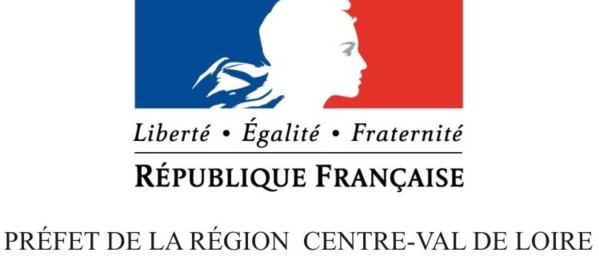 Liberté • Égalité • Fraternité
RÉPUBLIQUE FRANÇAISE
PRÉFET DE LA RÉGION CENTRE-VAL DE LOIRE